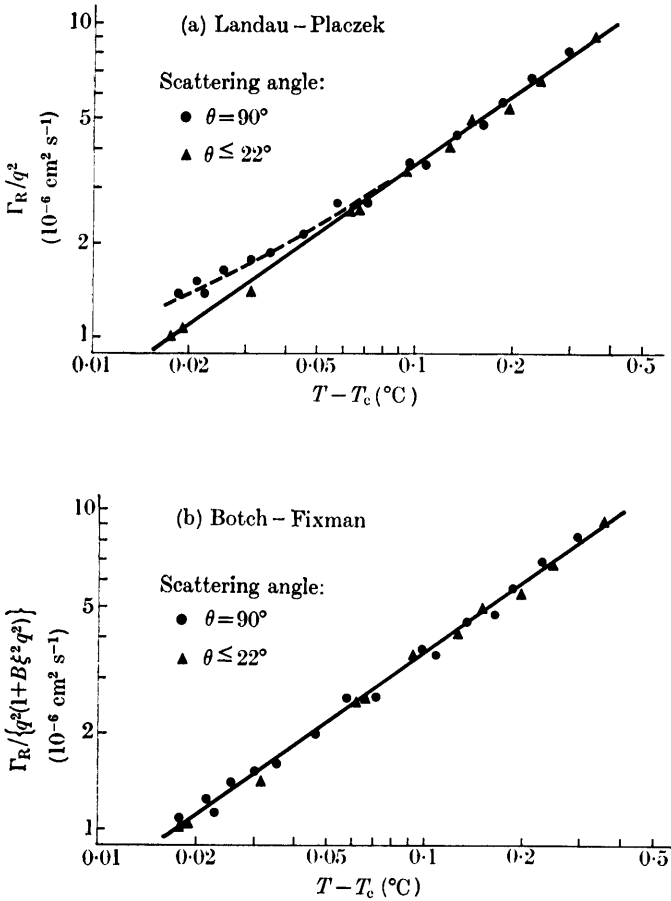 (a) Landau – Placzek
Scattering angle:
● θ = 90°
▲ θ ≤ 22°
Γ_R/q²
(10⁻⁶ cm² s⁻¹)
10
5
2
1
0·01 0·02 0·05 0·1 0·2 0·5
T − T_c (°C)
(b) Botch – Fixman
Scattering angle:
● θ = 90°
▲ θ ≤ 22°
Γ_R/{q²(1+Bξ²q²)}
(10⁻⁶ cm² s⁻¹)
10
5
2
1
0·01 0·02 0·05 0·1 0·2 0·5
T − T_c (°C)